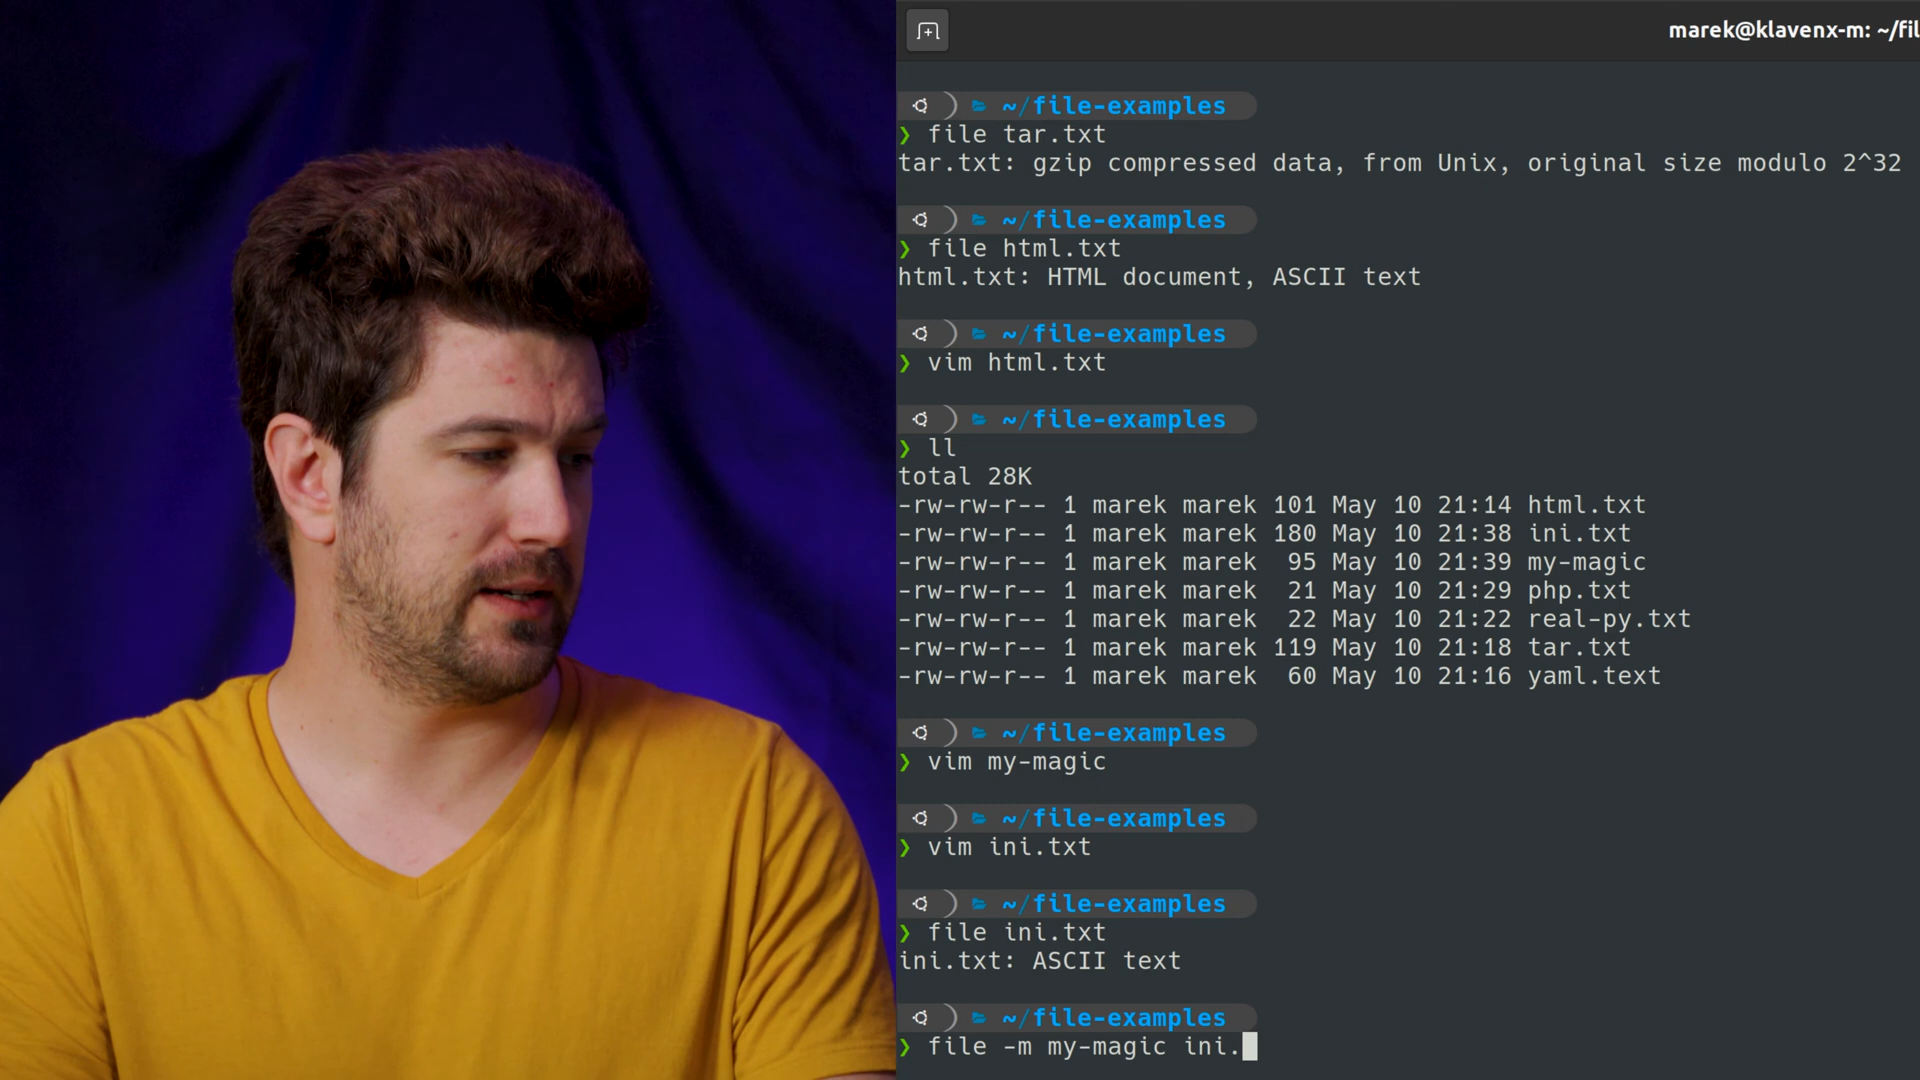 marek@klavenx-m: ~/fil
~/file-examples
❯ file tar.txt
tar.txt: gzip compressed data, from Unix, original size modulo 2^32
~/file-examples
❯ file html.txt
html.txt: HTML document, ASCII text
~/file-examples
❯ vim html.txt
~/file-examples
❯ ll
total 28K
-rw-rw-r-- 1 marek marek 101 May 10 21:14 html.txt
-rw-rw-r-- 1 marek marek 180 May 10 21:38 ini.txt
-rw-rw-r-- 1 marek marek  95 May 10 21:39 my-magic
-rw-rw-r-- 1 marek marek  21 May 10 21:29 php.txt
-rw-rw-r-- 1 marek marek  22 May 10 21:22 real-py.txt
-rw-rw-r-- 1 marek marek 119 May 10 21:18 tar.txt
-rw-rw-r-- 1 marek marek  60 May 10 21:16 yaml.text
~/file-examples
❯ vim my-magic
~/file-examples
❯ vim ini.txt
~/file-examples
❯ file ini.txt
ini.txt: ASCII text
~/file-examples
❯ file -m my-magic ini.